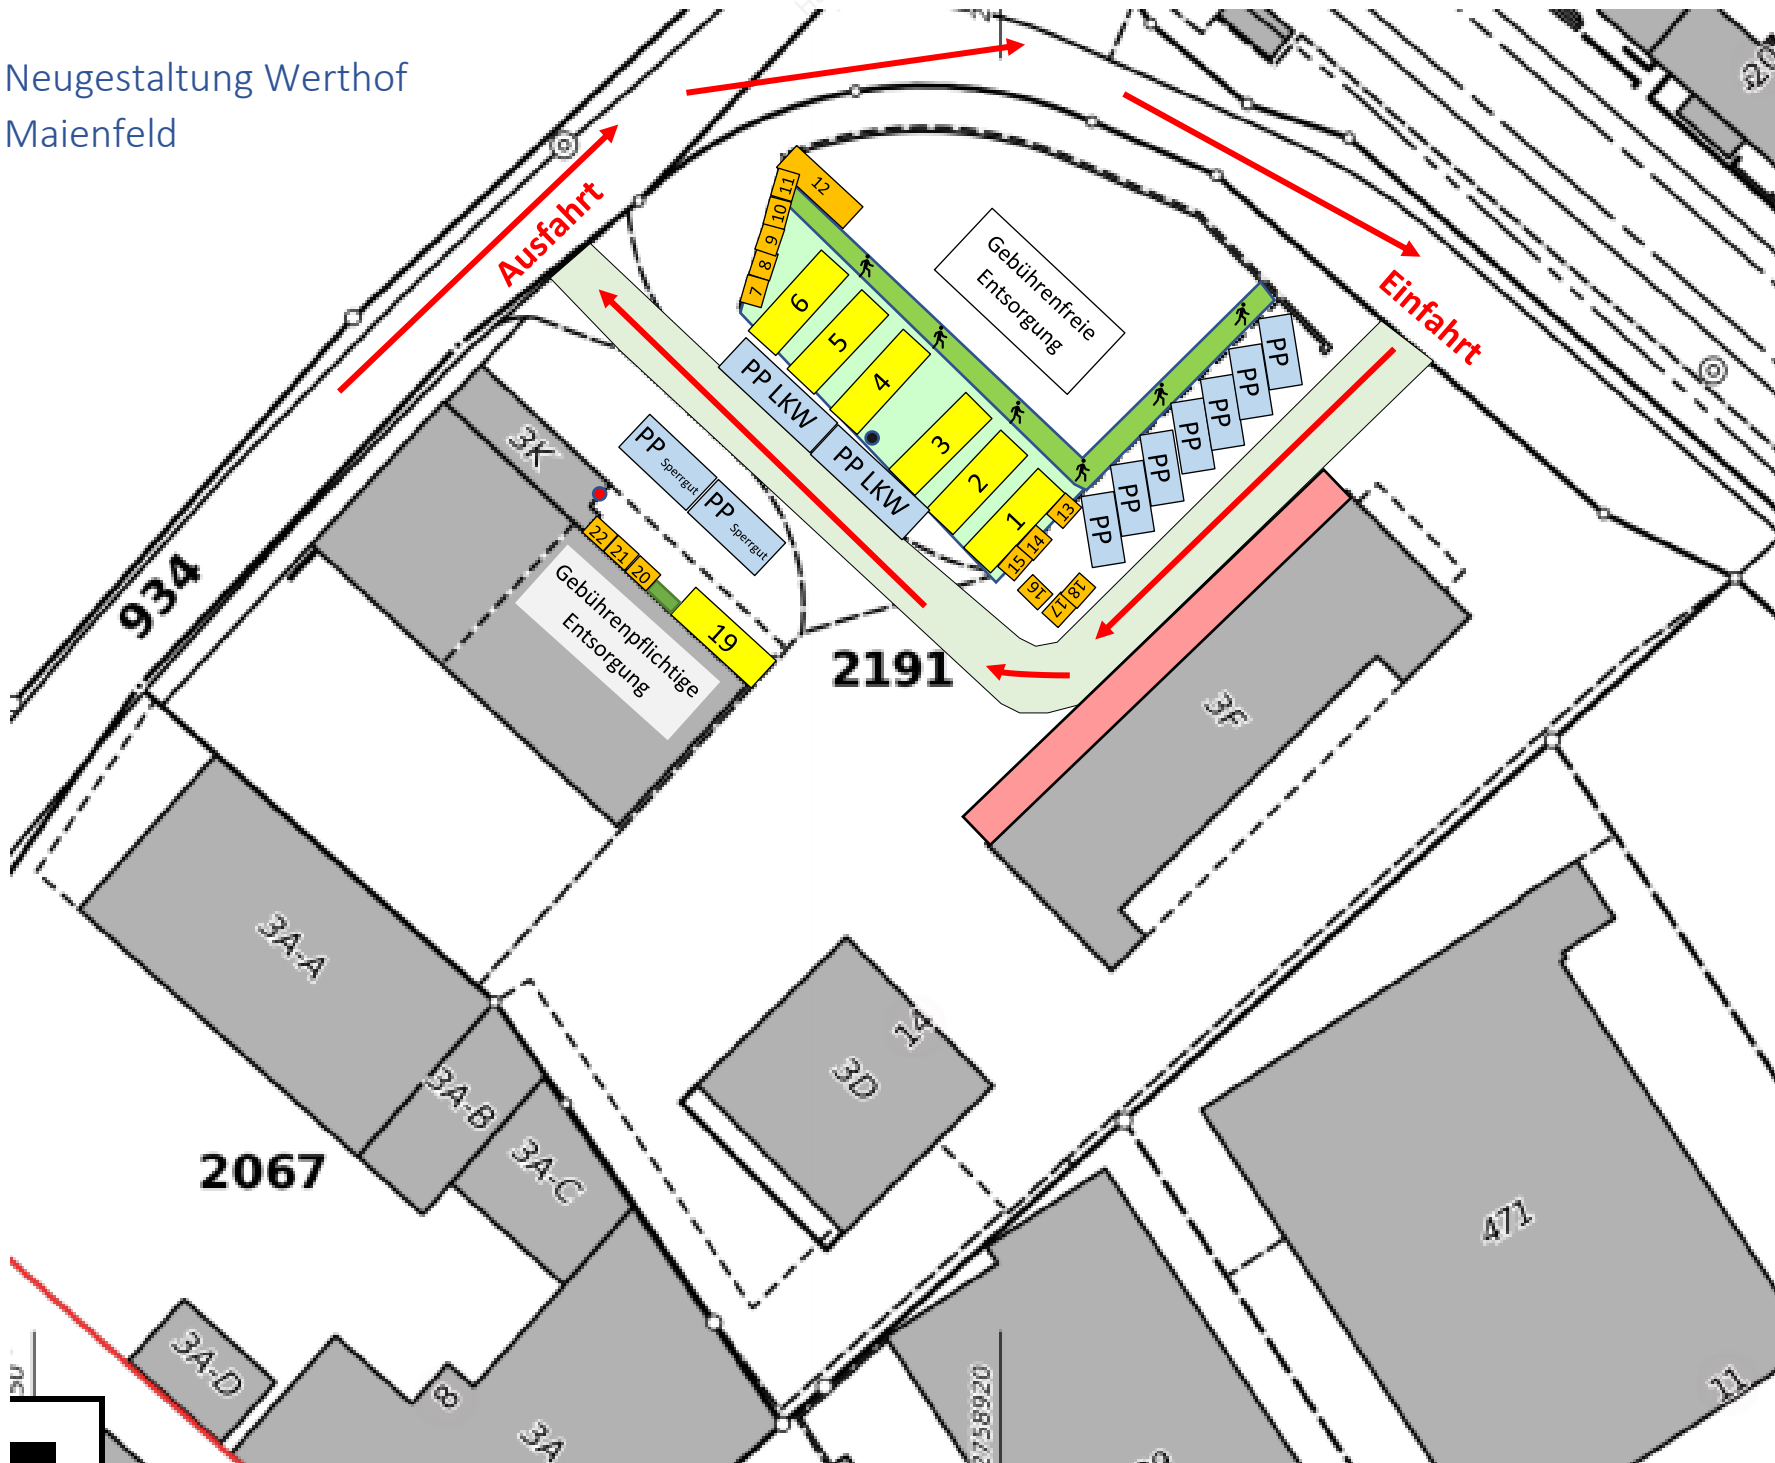 Neugestaltung Werthof
Maienfeld
Ausfahrt
Einfahrt
12
11
10
9
8
7
6
5
4
3
2
1
Gebührenfreie
Entsorgung
PP LKW
PP LKW
PP
PP
PP
PP
PP
PP
PP
13
14
15
16
17
18
3K
PP Sperrgut
PP Sperrgut
22
21
20
19
Gebührenpflichtige
Entsorgung
934
2191
3F
3A-A
3A-B
3A-C
3D
14
2067
3A-D
8
3A
471
11
2758920